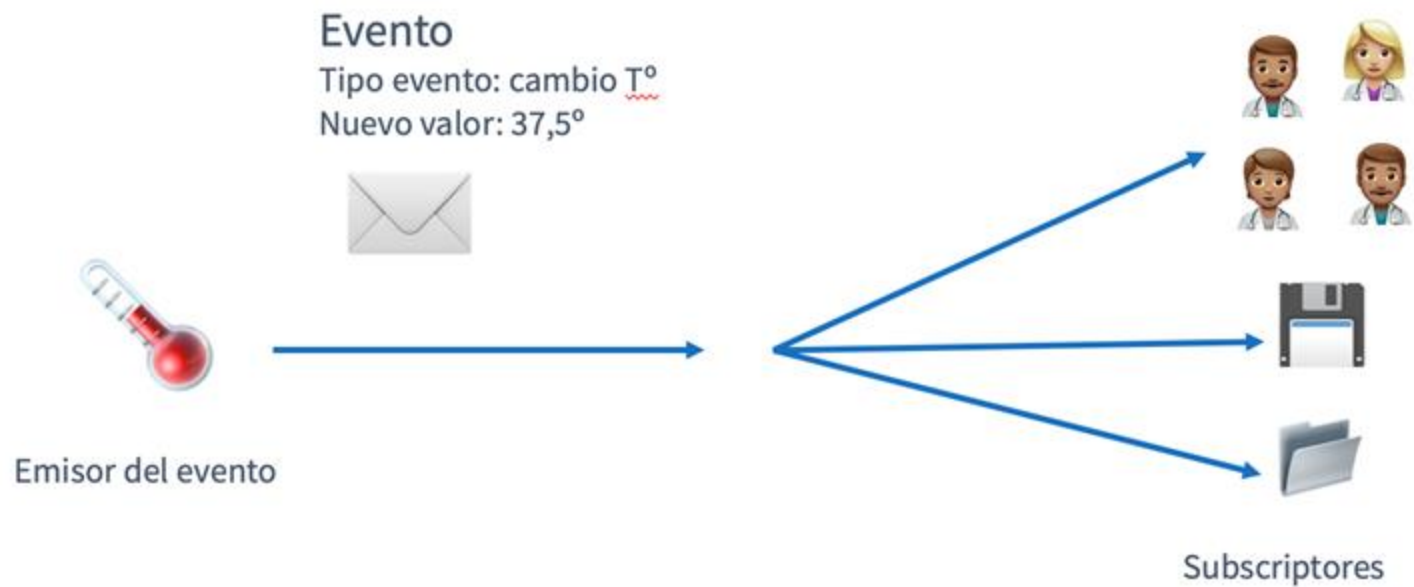 Evento
Tipo evento: cambio Tº
Nuevo valor: 37,5º
Emisor del evento
Subscriptores